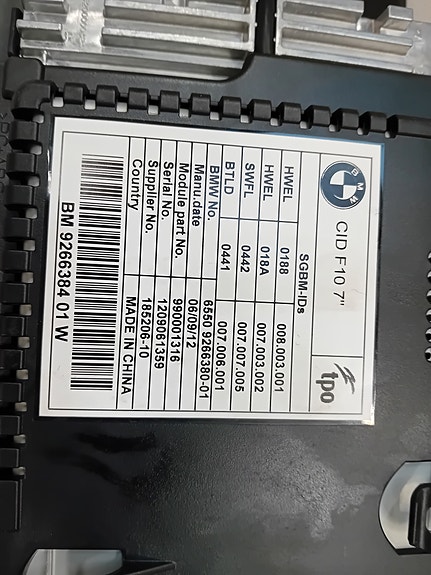 BMW
CID F10 7"
tpo
SGBM-IDs
HWEL 0188 008.003.001
HWEL 018A 007.003.002
SWFL 0442 007.007.005
BTLD 0441 007.006.001
BMW No. 6550 9266380-01
Manu.date 06/09/12
Module part No. 990001316
Serial No. 1209061359
Supplier No. 185206-10
Country MADE IN CHINA
BM 9266384 01 W